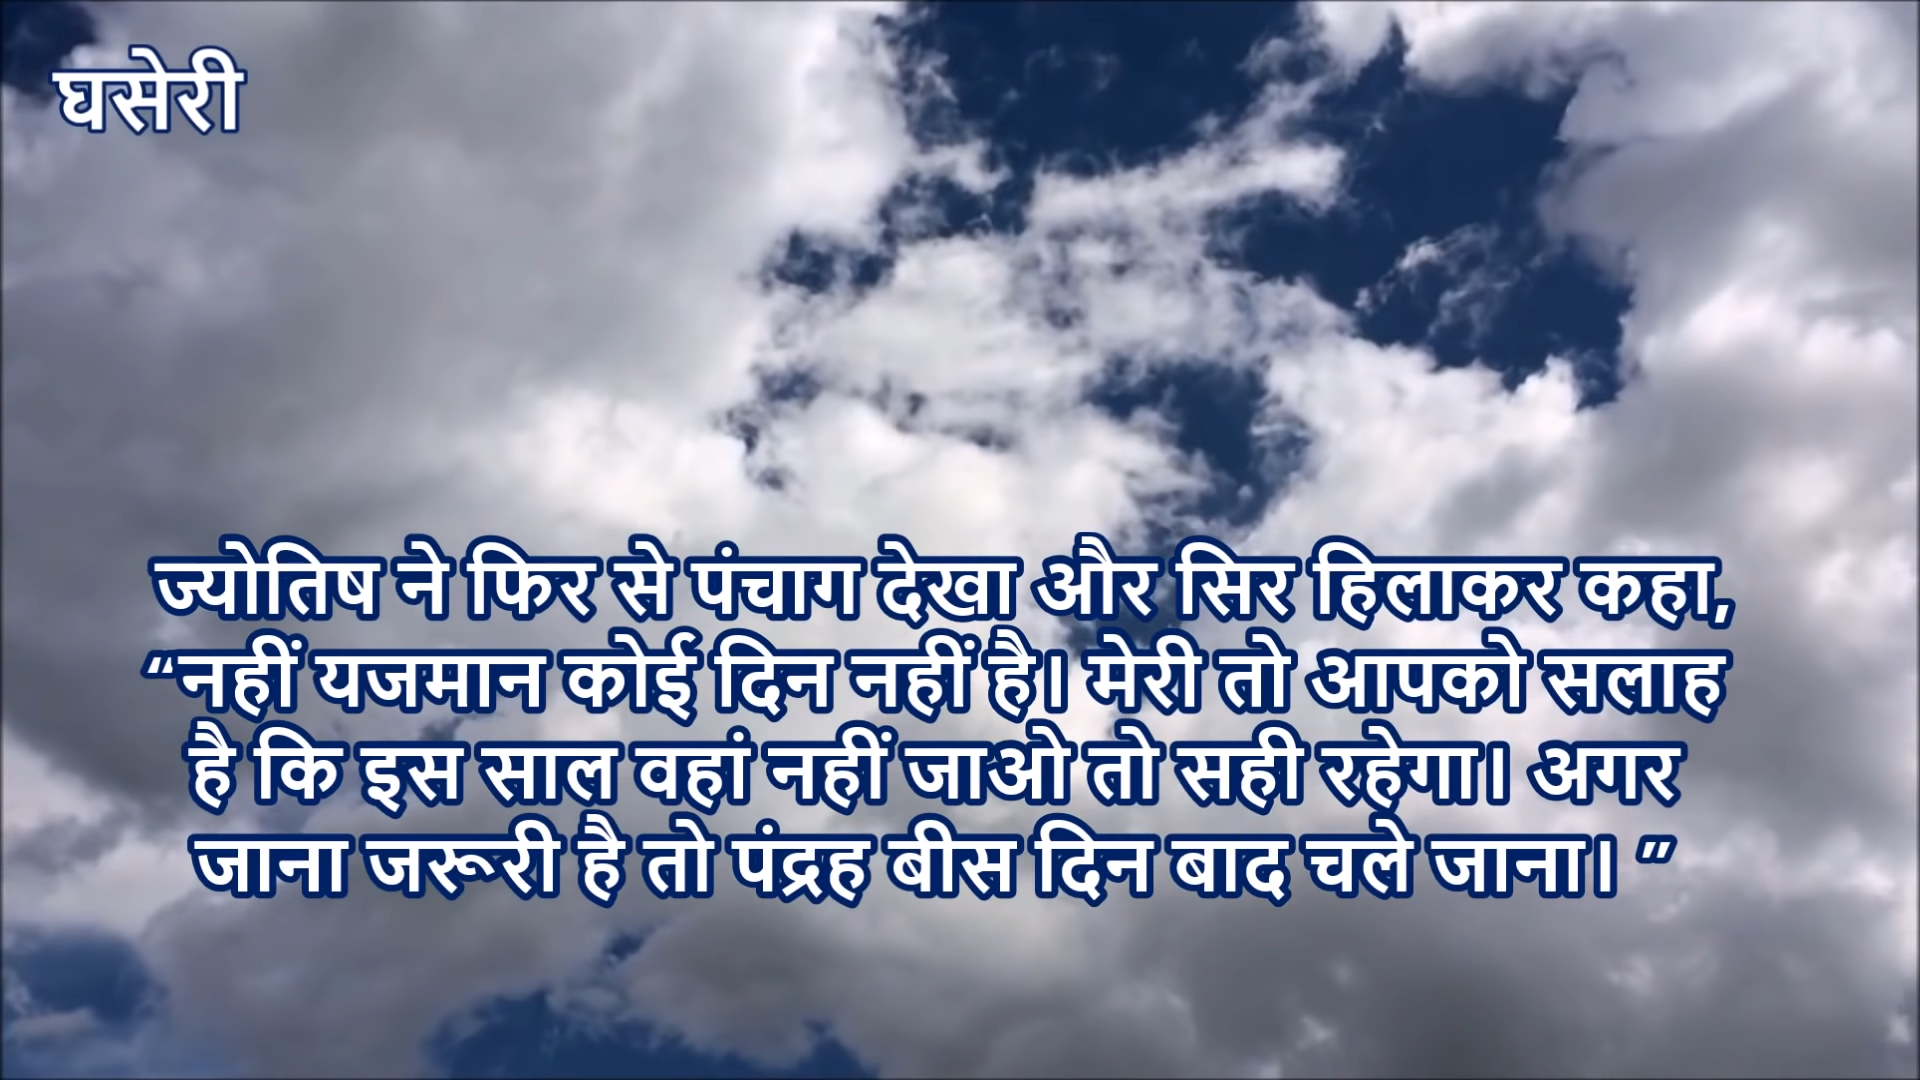 घसेरी
ज्योतिष ने फिर से पंचाग देखा और सिर हिलाकर कहा,
“नहीं यजमान कोई दिन नहीं है। मेरी तो आपको सलाह
है कि इस साल वहां नहीं जाओ तो सही रहेगा। अगर
जाना जरूरी है तो पंद्रह बीस दिन बाद चले जाना। ”